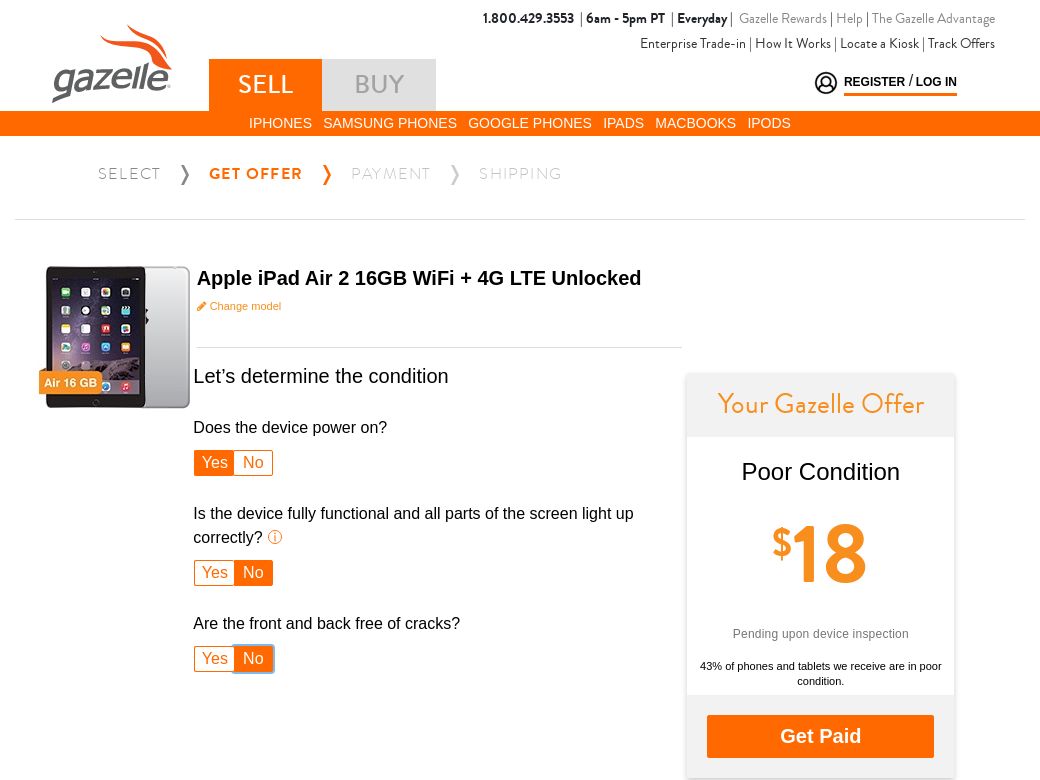 1.800.429.3553 | 6am - 5pm PT | Everyday | Gazelle Rewards | Help | The Gazelle Advantage
Enterprise Trade-in | How It Works | Locate a Kiosk | Track Offers
gazelle
SELL BUY
REGISTER / LOG IN
IPHONES SAMSUNG PHONES GOOGLE PHONES IPADS MACBOOKS IPODS
SELECT ❭ GET OFFER ❭ PAYMENT ❭ SHIPPING
Apple iPad Air 2 16GB WiFi + 4G LTE Unlocked
Change model
Air 16 GB
Let's determine the condition
Does the device power on?
Yes No
Is the device fully functional and all parts of the screen light up
correctly? ⓘ
Yes No
Are the front and back free of cracks?
Yes No
Your Gazelle Offer
Poor Condition
$18
Pending upon device inspection
43% of phones and tablets we receive are in poor
condition.
Get Paid